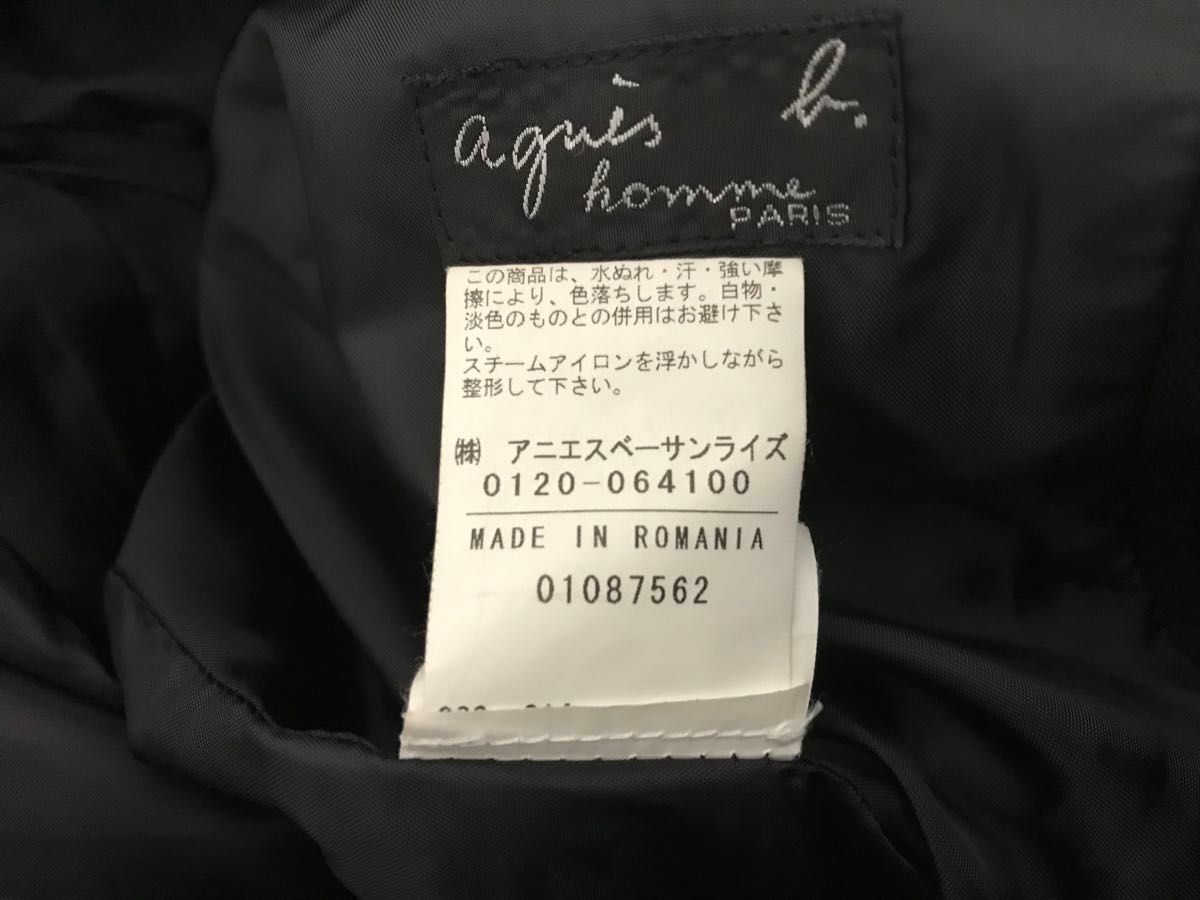 agnès b.
homme
PARIS
この商品は、水ぬれ・汗・強い摩
擦により、色落ちします。白物・
淡色のものとの併用はお避け下さ
い。
スチームアイロンを浮かしながら
整形して下さい。
㈱ アニエスベーサンライズ
0120-064100
MADE IN ROMANIA
01087562